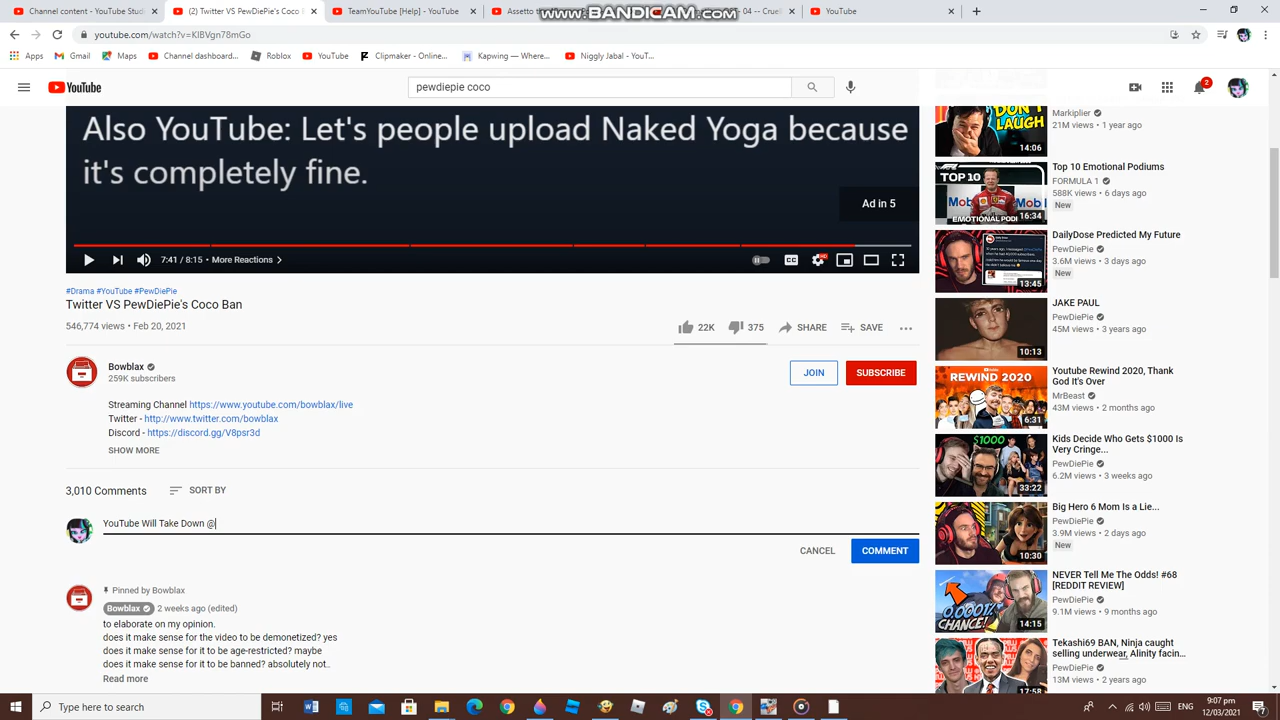 (2) YouTube Studio
(2) Twitter VS PewDiePie's Coco B
TeamYouTube [Help] - YouTube
www.BANDICAM.com
YouTube
youtube.com/watch?v=KIBVgn78mGo
Apps
Gmail
Maps
Channel dashboard...
Roblox
YouTube
Clipmaker - Online...
Kapwing — Where...
Niggly Jabal - YouT...
YouTube
pewdiepie coco
2
Also YouTube: Let's people upload Naked Yoga because
it's completely fine.
Ad in 5
7:41 / 8:15 • More Reactions
#Drama #YouTube #PewDiePie
Twitter VS PewDiePie's Coco Ban
546,774 views • Feb 20, 2021
22K
375
SHARE
SAVE
Bowblax
259K subscribers
JOIN
SUBSCRIBE
Streaming Channel https://www.youtube.com/bowblax/live
Twitter - http://www.twitter.com/bowblax
Discord - https://discord.gg/V8psr3d
SHOW MORE
3,010 Comments
SORT BY
YouTube Will Take Down @
CANCEL
COMMENT
Pinned by Bowblax
Bowblax 2 weeks ago (edited)
to elaborate on my opinion.
does it make sense for the video to be demonetized? yes
does it make sense for it to be age-restricted? maybe
does it make sense for it to be banned? absolutely not..
Read more
DON'T
LAUGH
14:06
Markiplier
21M views • 1 year ago
TOP 10
EMOTIONAL PODI
16:34
Top 10 Emotional Podiums
FORMULA 1
588K views • 6 days ago
New
13:45
DailyDose Predicted My Future
PewDiePie
3.6M views • 3 days ago
New
10:13
JAKE PAUL
PewDiePie
45M views • 3 years ago
REWIND 2020
6:31
Youtube Rewind 2020, Thank
God It's Over
MrBeast
43M views • 2 months ago
$1000
33:22
Kids Decide Who Gets $1000 Is
Very Cringe...
PewDiePie
6.2M views • 3 weeks ago
10:30
Big Hero 6 Mom Is a Lie...
PewDiePie
3.9M views • 2 days ago
New
0.0001%
CHANCE!
14:15
NEVER Tell Me The Odds! #68
[REDDIT REVIEW]
PewDiePie
9.1M views • 9 months ago
17:58
Tekashi69 BAN, Ninja caught
selling underwear, Alinity facin...
PewDiePie
13M views • 2 years ago
Type here to search
ENG
9:07 pm
12/03/2021